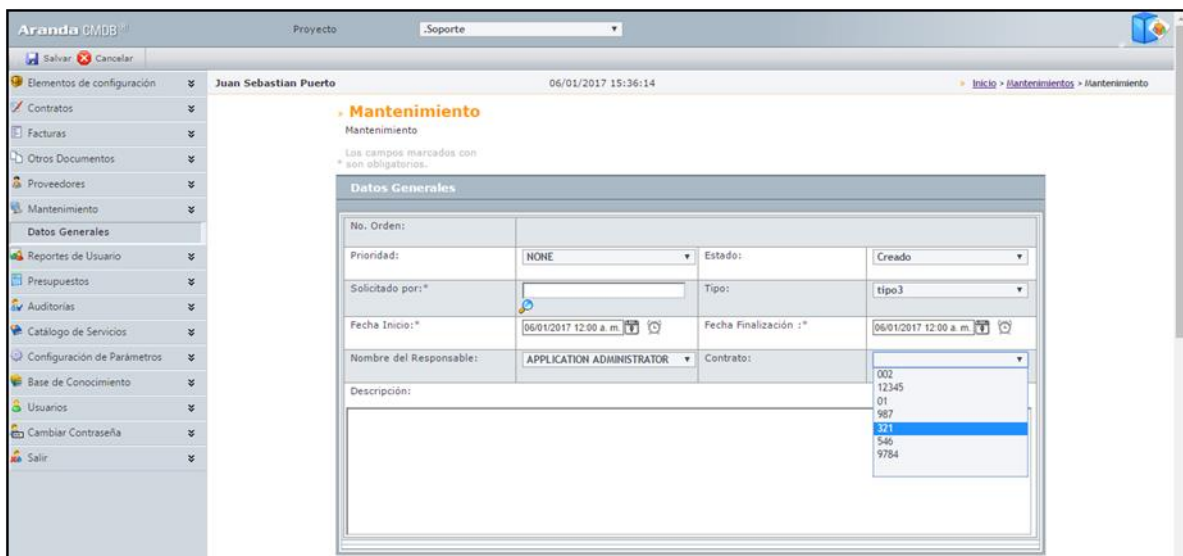 Aranda CMDB
Proyecto .Soporte
Salvar Cancelar
Elementos de configuración
Contratos
Facturas
Otros Documentos
Proveedores
Mantenimiento
Datos Generales
Reportes de Usuario
Presupuestos
Auditorías
Catálogo de Servicios
Configuración de Parámetros
Base de Conocimiento
Usuarios
Cambiar Contraseña
Salir
Juan Sebastian Puerto 06/01/2017 15:36:14 Inicio > Mantenimientos > Mantenimiento
Mantenimiento
Mantenimiento
Los campos marcados con
* son obligatorios.
Datos Generales
No. Orden:
Prioridad: NONE Estado: Creado
Solicitado por:* Tipo: tipo3
Fecha Inicio:* 06/01/2017 12:00 a. m. Fecha Finalización :* 06/01/2017 12:00 a. m.
Nombre del Responsable: APPLICATION ADMINISTRATOR Contrato:
002
12345
01
987
321
546
9784
Descripción: